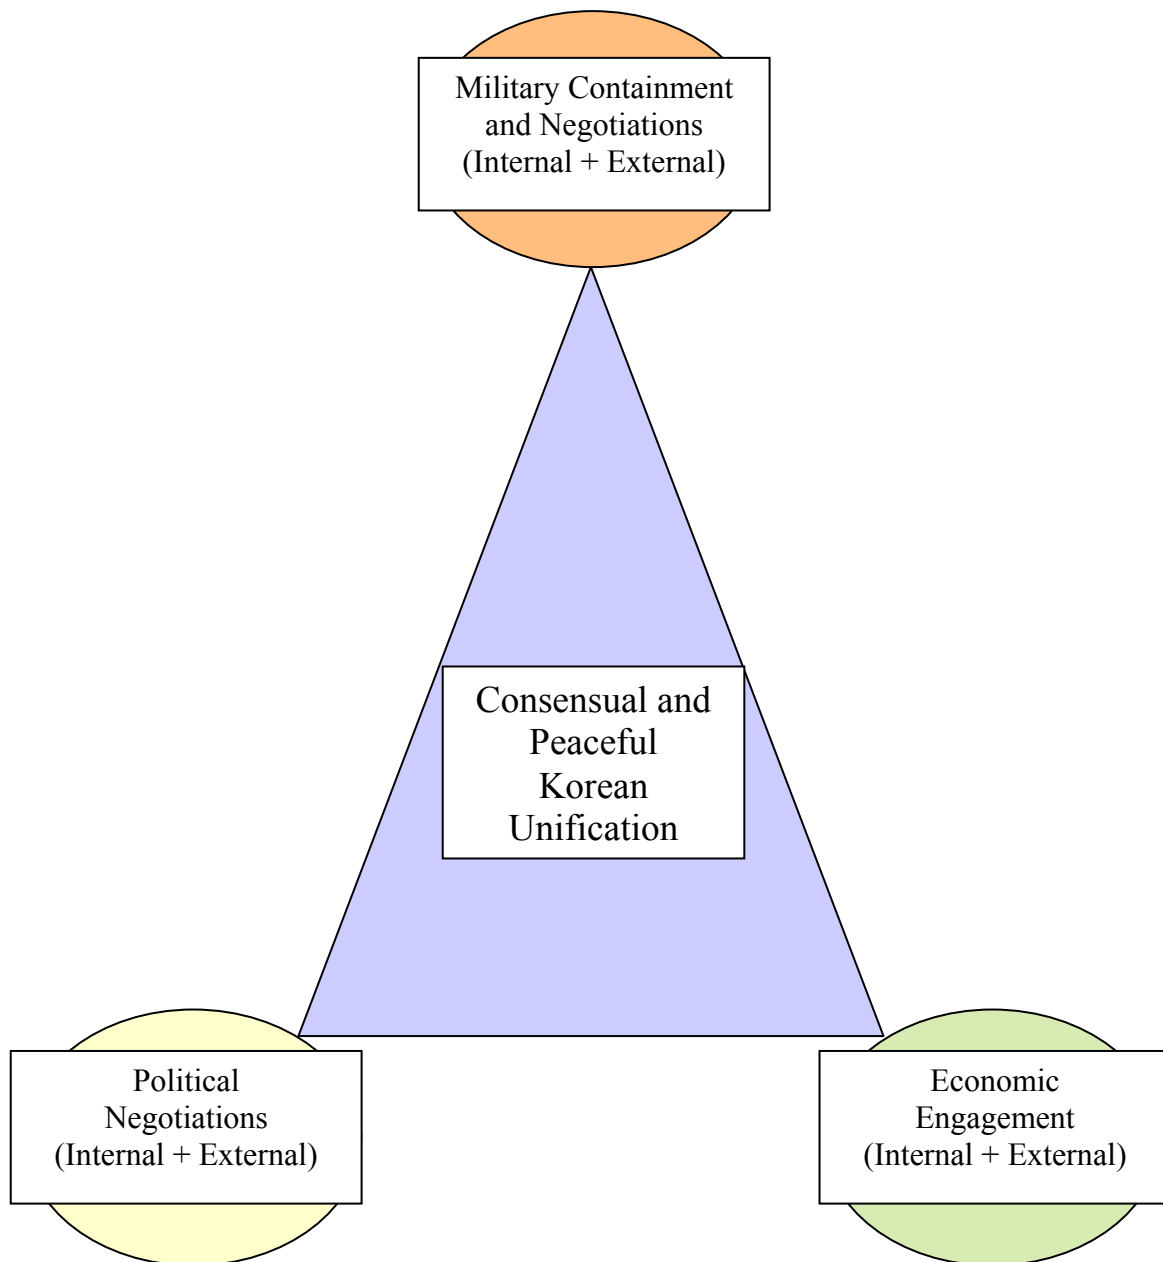 Military Containment
and Negotiations
(Internal + External)
Consensual and
Peaceful
Korean
Unification
Political
Negotiations
(Internal + External)
Economic
Engagement
(Internal + External)